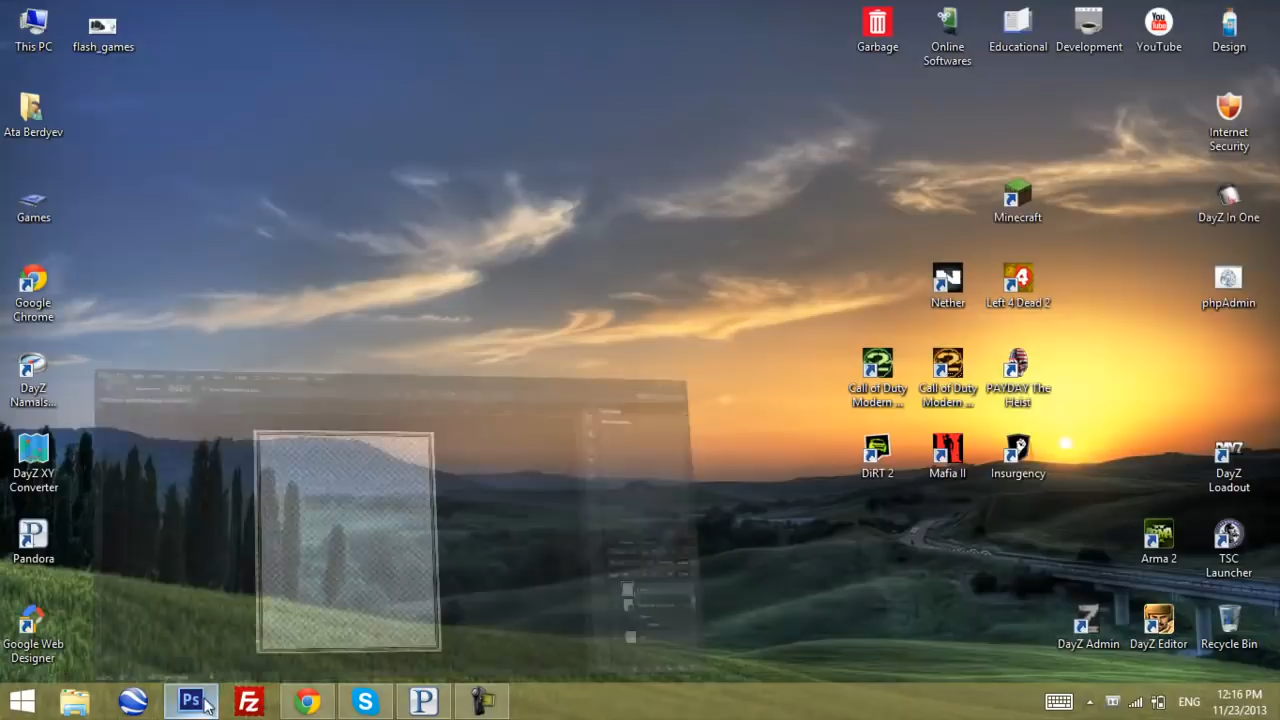 This PC
flash_games
Garbage
Online
Softwares
Educational
Development
You
Tube
YouTube
Design
Ata Berdyev
Internet
Security
Games
Minecraft
DayZ In One
Google
Chrome
Nether
Left 4 Dead 2
phpAdmin
DayZ
Namals...
Call of Duty
Modern ...
Call of Duty
Modern ...
PAYDAY The
Heist
DayZ XY
Converter
DiRT 2
Mafia II
Insurgency
DayZ
Loadout
Pandora
Arma 2
TSC
Launcher
Google Web
Designer
DayZ Admin
DayZ Editor
Recycle Bin
Ps
Fz
S
P
ENG
12:16 PM
11/23/2013